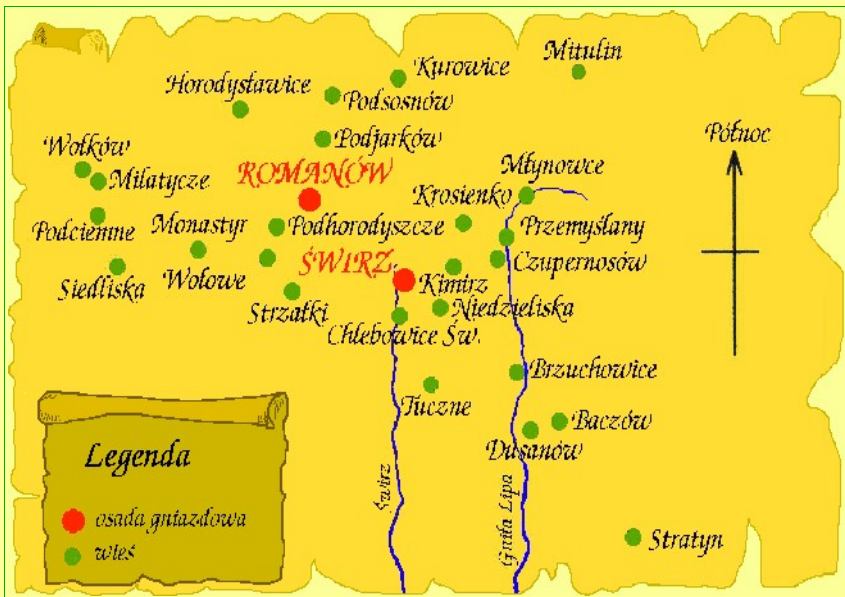 Mitulin
Kurowice
Horodysławice
Podsosnów
Północ
Podjarków
Wołków
Młynowce
ROMANÓW
Milatycze
Krosienko
Monastyr
Podhorodyszcze
Podciemne
Przemyślany
ŚWIRZ
Czupernosów
Wołowe
Siedliska
Kimirz
Strzałki
Niedzieliska
Chlebowice Św.
Brzuchowice
Tuczne
Baczów
Dusanów
Legenda
Świrz
Gniła Lipa
osada gniazdowa
Stratyn
wieś